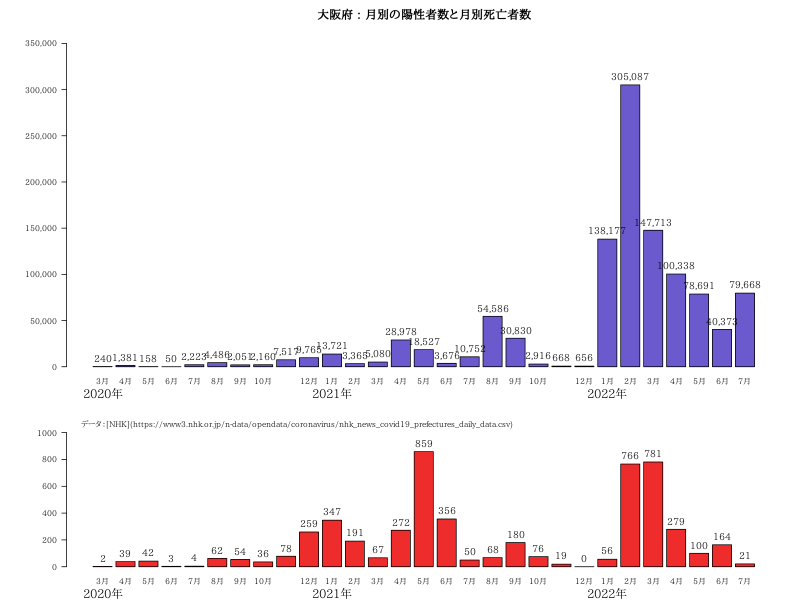 大阪府：月別の陽性者数と月別死亡者数
350,000
300,000
250,000
200,000
150,000
100,000
50,000
0
240 1,381 158 50 2,223 4,486 2,051 2,160 7,517 9,765 13,721 3,365 5,080 28,978 18,527 3,676 10,752 54,586 30,830 2,916 668 656 138,177 305,087 147,713 100,338 78,691 40,373 79,668
3月 4月 5月 6月 7月 8月 9月 10月 12月 1月 2月 3月 4月 5月 6月 7月 8月 9月 10月 12月 1月 2月 3月 4月 5月 6月 7月
2020年 2021年 2022年
データ：[NHK](https://www3.nhk.or.jp/n-data/opendata/coronavirus/nhk_news_covid19_prefectures_daily_data.csv)
1000
800
600
400
200
0
2 39 42 3 4 62 54 36 78 259 347 191 67 272 859 356 50 68 180 76 19 0 56 766 781 279 100 164 21
3月 4月 5月 6月 7月 8月 9月 10月 12月 1月 2月 3月 4月 5月 6月 7月 8月 9月 10月 12月 1月 2月 3月 4月 5月 6月 7月
2020年 2021年 2022年